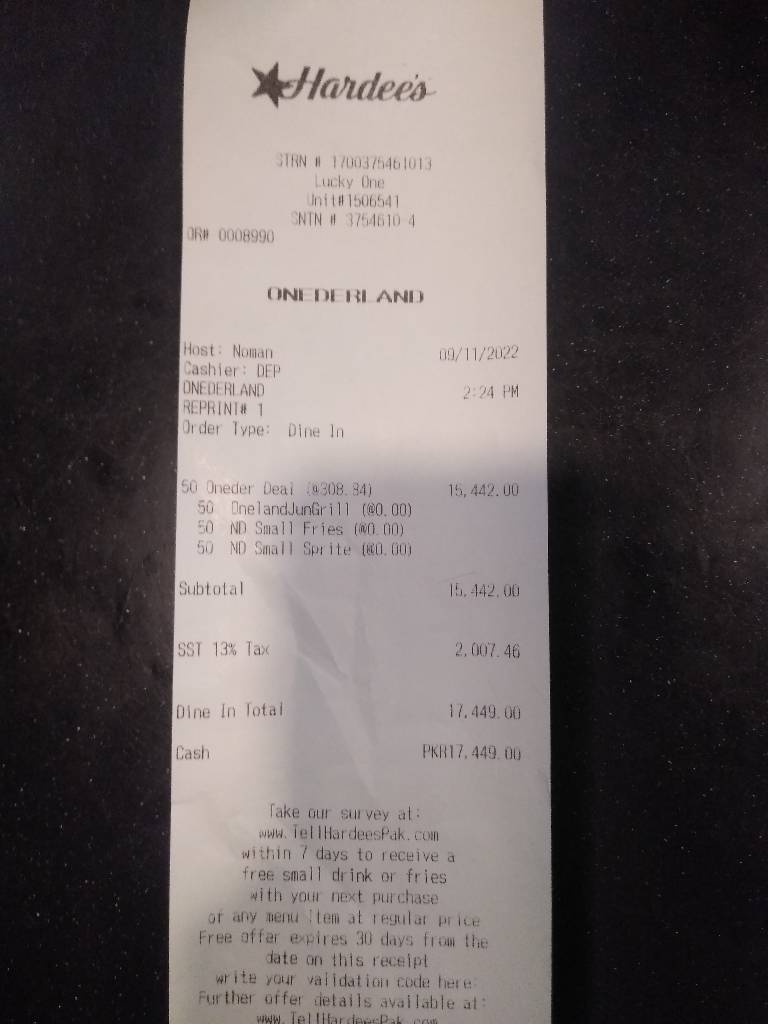 Hardee's
STRN # 1700375461013
Lucky One
Unit#1506541
SNTN # 3754610 4
OR# 0008990
ONEDERLAND
Host: Noman 09/11/2022
Cashier: DEP
ONEDERLAND 2:24 PM
REPRINT# 1
Order Type: Dine In
50 Oneder Deal (@308.84) 15,442.00
50 OnelandJunGrill (@0.00)
50 ND Small Fries (@0.00)
50 ND Small Sprite (@0.00)
Subtotal 15,442.00
SST 13% Tax 2,007.46
Dine In Total 17,449.00
Cash PKR17,449.00
Take our survey at:
www.TellHardeesPak.com
within 7 days to receive a
free small drink or fries
with your next purchase
of any menu item at regular price
Free offer expires 30 days from the
date on this receipt
write your validation code here:
Further offer details available at:
www.TellHardeesPak.com